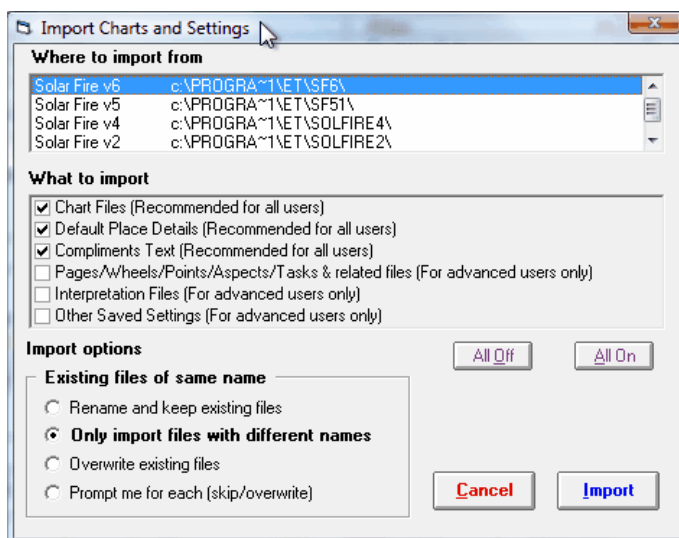 Import Charts and Settings
Where to import from
Solar Fire v6 c:\PROGRA~1\ET\SF6\
Solar Fire v5 c:\PROGRA~1\ET\SF51\
Solar Fire v4 c:\PROGRA~1\ET\SOLFIRE4\
Solar Fire v2 c:\PROGRA~1\ET\SOLFIRE2\
What to import
Chart Files (Recommended for all users)
Default Place Details (Recommended for all users)
Compliments Text (Recommended for all users)
Pages/Wheels/Points/Aspects/Tasks & related files (For advanced users only)
Interpretation Files (For advanced users only)
Other Saved Settings (For advanced users only)
Import options
All Off
All On
Existing files of same name
Rename and keep existing files
Only import files with different names
Overwrite existing files
Prompt me for each (skip/overwrite)
Cancel
Import